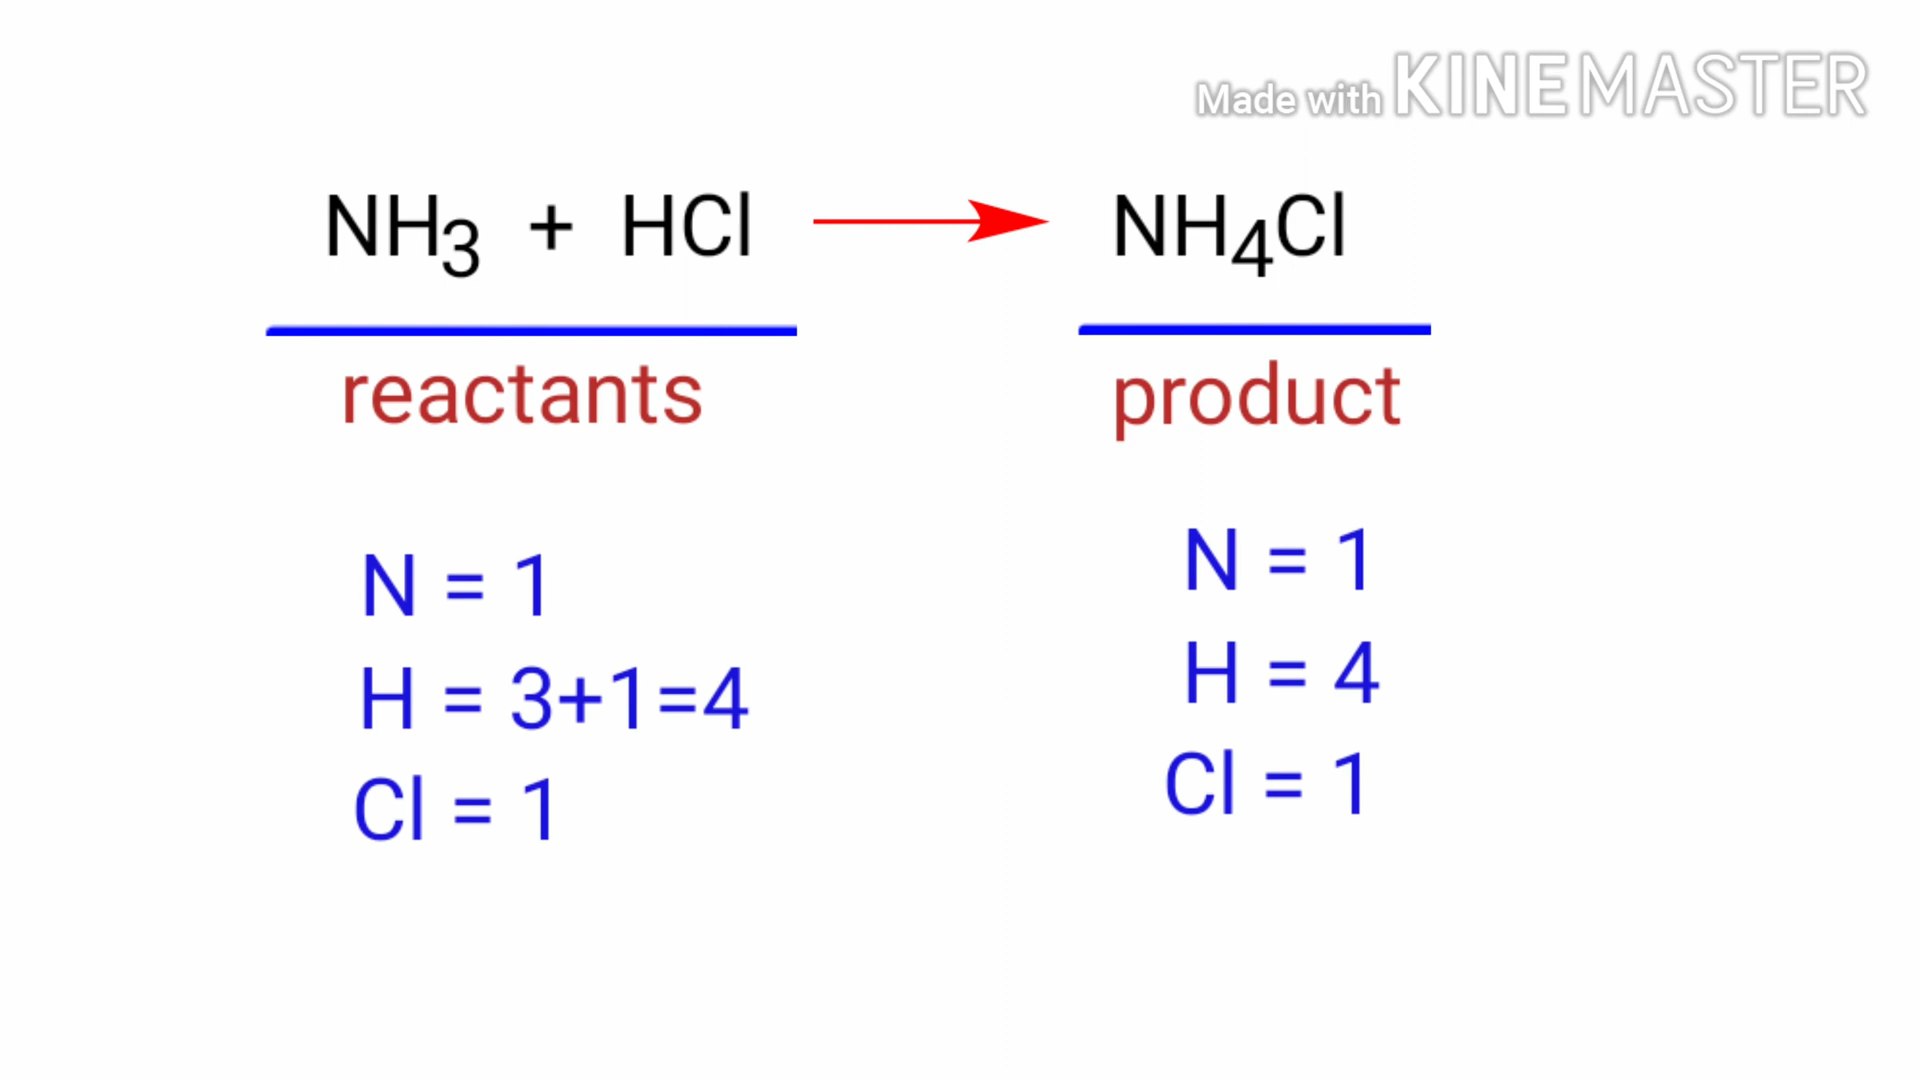 Made with KINEMASTER
NH3 + HCl NH4Cl
reactants product
N = 1 N = 1
H = 3+1=4 H = 4
Cl = 1 Cl = 1